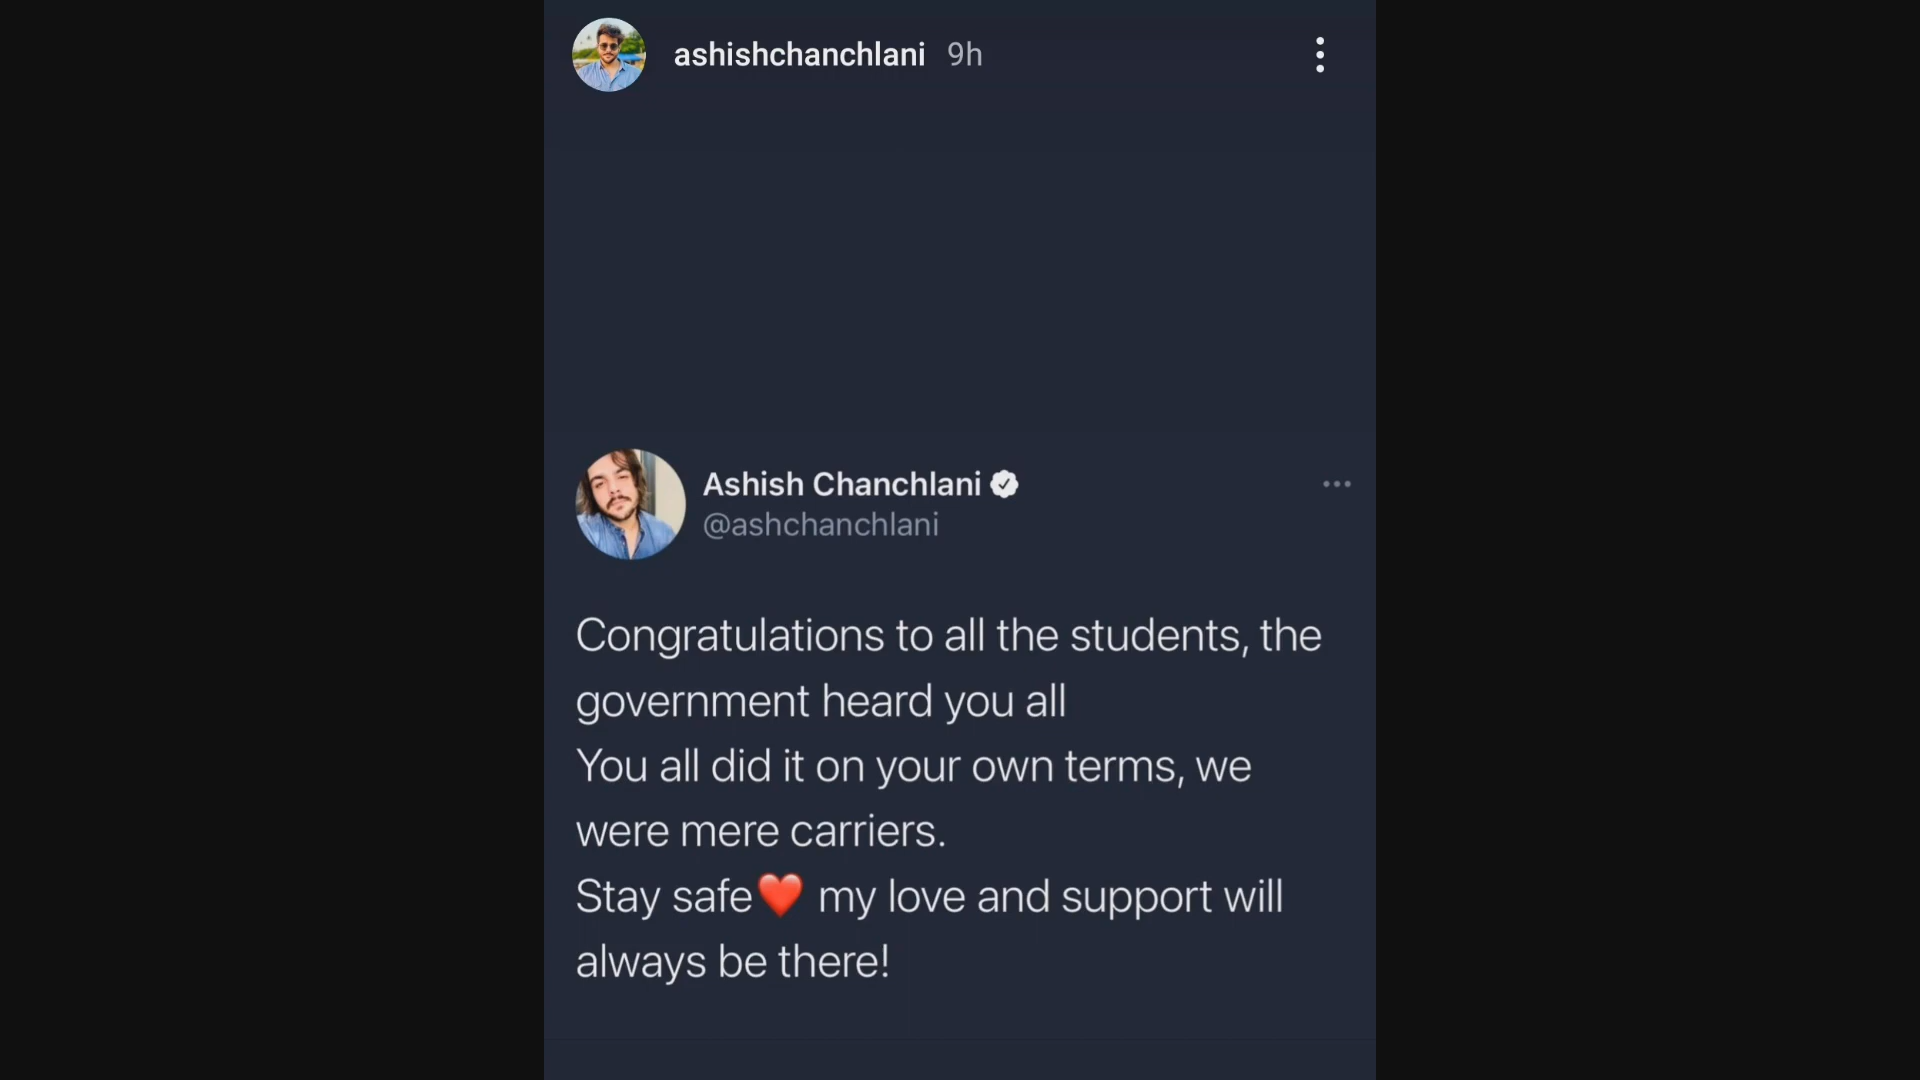 ashishchanchlani 9h
Ashish Chanchlani
@ashchanchlani
Congratulations to all the students, the
government heard you all
You all did it on your own terms, we
were mere carriers.
Stay safe❤️ my love and support will
always be there!